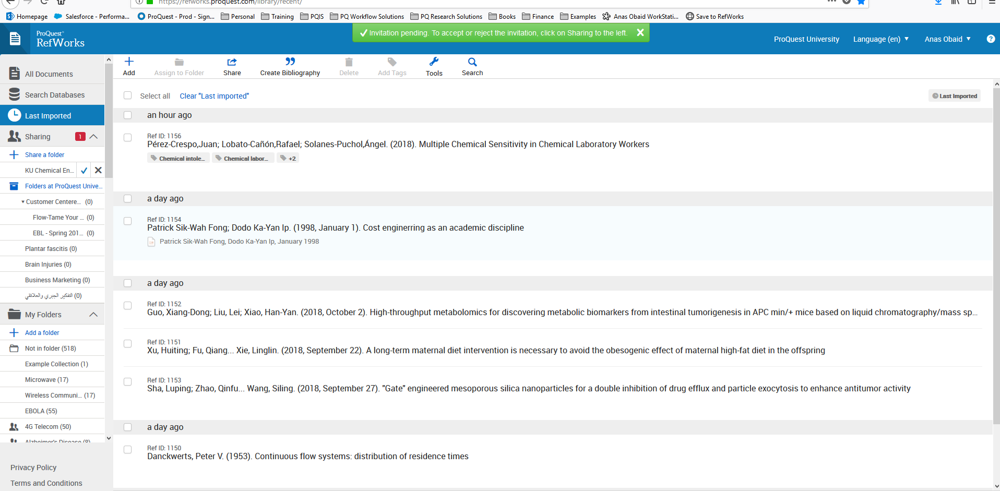 https://refworks.proquest.com/library/recent/
Homepage Salesforce - Performa... ProQuest - Prod - Sign... Personal Training PQIS PQ Workflow Solutions PQ Research Solutions Books Finance Examples Anas Obaid WorkStati... Save to RefWorks
ProQuest
RefWorks
Invitation pending. To accept or reject the invitation, click on Sharing to the left.
ProQuest University Language (en) Anas Obaid ?
All Documents
Search Databases
Last Imported
Sharing 1
Share a folder
KU Chemical En...
Folders at ProQuest Unive...
Customer Centere... (0)
Flow-Tame Your ... (0)
EBL - Spring 201... (0)
Plantar fascitis (0)
Brain Injuries (0)
Business Marketing (0)
التفكير الجبري والعلائقي (0)
My Folders
Add a folder
Not in folder (518)
Example Collection (1)
Microwave (17)
Wireless Communi... (17)
EBOLA (55)
4G Telecom (50)
Alzheimer's Disease (8)
Privacy Policy
Terms and Conditions
Add Assign to Folder Share Create Bibliography Delete Add Tags Tools Search
Select all Clear "Last imported" Last Imported
an hour ago
Ref ID: 1156
Pérez-Crespo,Juan; Lobato-Cañón,Rafael; Solanes-Puchol,Ángel. (2018). Multiple Chemical Sensitivity in Chemical Laboratory Workers
Chemical intole... Chemical labor... +2
a day ago
Ref ID: 1154
Patrick Sik-Wah Fong; Dodo Ka-Yan Ip. (1998, January 1). Cost enginerring as an academic discipline
Patrick Sik-Wah Fong, Dodo Ka-Yan Ip, January 1998
a day ago
Ref ID: 1152
Guo, Xiang-Dong; Liu, Lei; Xiao, Han-Yan. (2018, October 2). High-throughput metabolomics for discovering metabolic biomarkers from intestinal tumorigenesis in APC min/+ mice based on liquid chromatography/mass sp...
Ref ID: 1151
Xu, Huiting; Fu, Qiang... Xie, Linglin. (2018, September 22). A long-term maternal diet intervention is necessary to avoid the obesogenic effect of maternal high-fat diet in the offspring
Ref ID: 1153
Sha, Luping; Zhao, Qinfu... Wang, Siling. (2018, September 27). "Gate" engineered mesoporous silica nanoparticles for a double inhibition of drug efflux and particle exocytosis to enhance antitumor activity
a day ago
Ref ID: 1150
Danckwerts, Peter V. (1953). Continuous flow systems: distribution of residence times